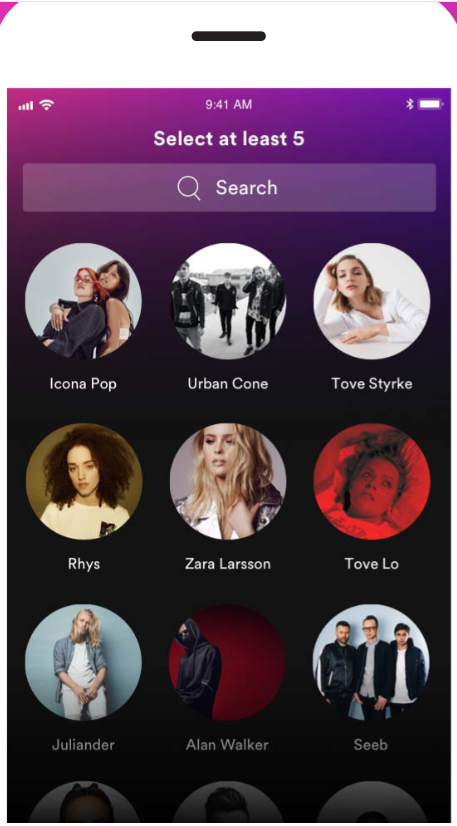 9:41 AM
Select at least 5
Search
Icona Pop
Urban Cone
Tove Styrke
Rhys
Zara Larsson
Tove Lo
Juliander
Alan Walker
Seeb